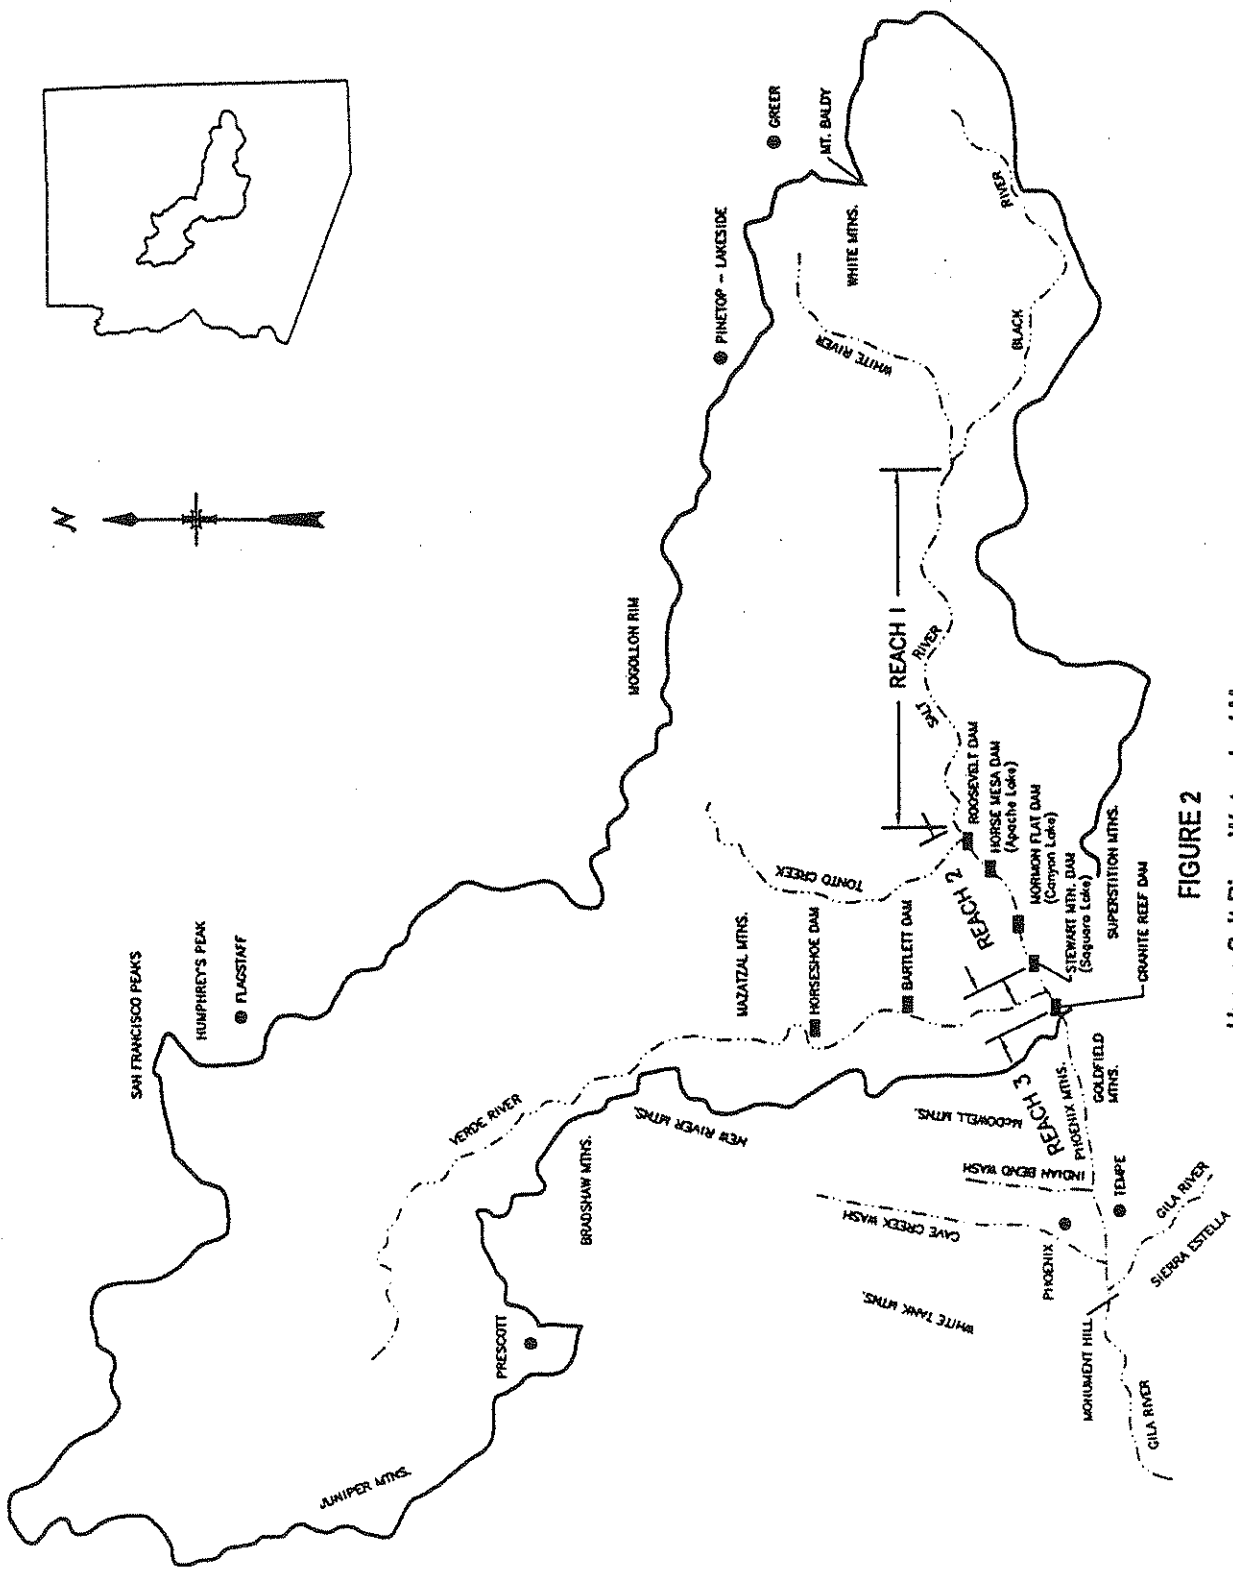 N
SAN FRANCISCO PEAKS
HUMPHREY'S PEAK
FLAGSTAFF
JUNIPER MTNS.
PRESCOTT
VERDE RIVER
BRADSHAW MTNS.
NEW RIVER MTNS.
MOGOLLON RIM
PINETOP - LAKESIDE
GREER
MT. BALDY
WHITE MTNS.
WHITE RIVER
BLACK
RIVER
MAZATZAL MTNS.
TONTO CREEK
HORSESHOE DAM
BARTLETT DAM
REACH 1
SALT
RIVER
REACH 2
ROOSEVELT DAM
HORSE MESA DAM
(Apache Lake)
MORMON FLAT DAM
(Canyon Lake)
STEWART MTN. DAM
(Saguaro Lake)
SUPERSTITION MTNS.
GRANITE REEF DAM
McDOWELL MTNS.
REACH 3
PHOENIX MTNS.
GOLDFIELD
MTNS.
INDIAN BEND WASH
CAVE CREEK WASH
WHITE TANK MTNS.
PHOENIX
TEMPE
MONUMENT HILL
GILA RIVER
SIERRA ESTELLA
GILA RIVER
FIGURE 2